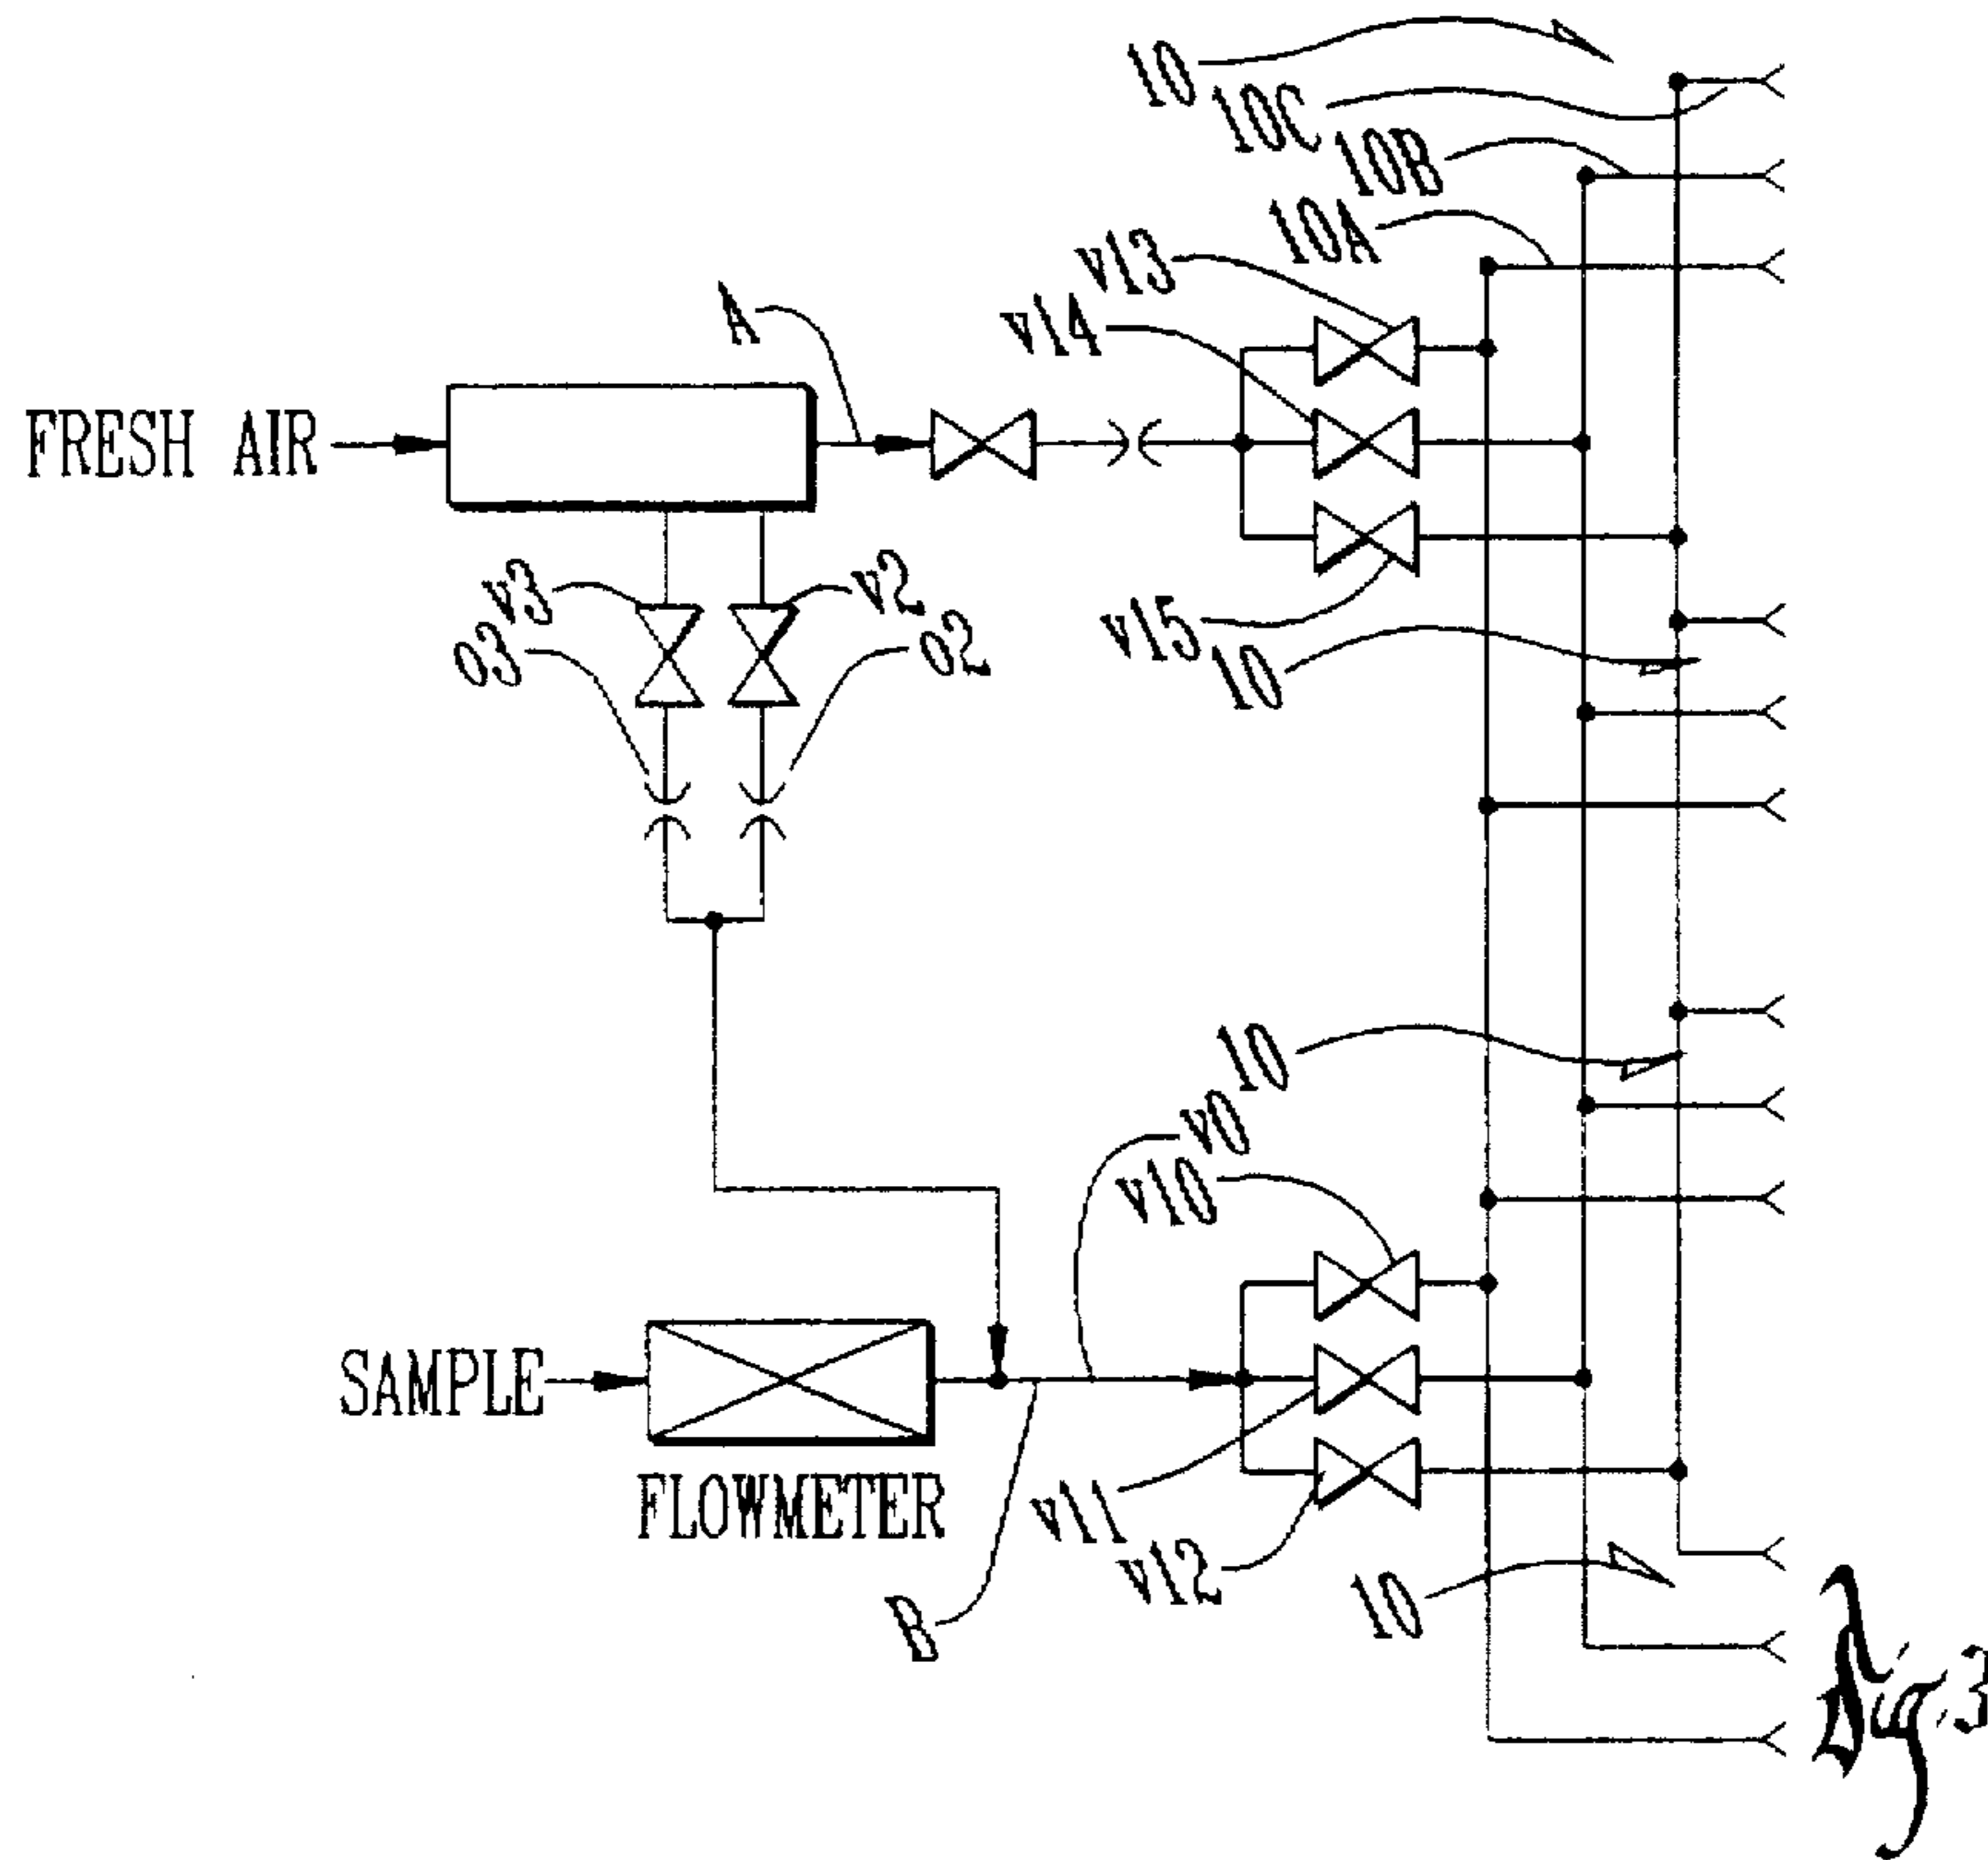 10
10C
10B
10A
v13
v14
A
FRESH AIR
v3
v2
o3
o2
v15
10
10
v0
v10
SAMPLE
FLOWMETER
v11
v12
10
B
Fig. 3